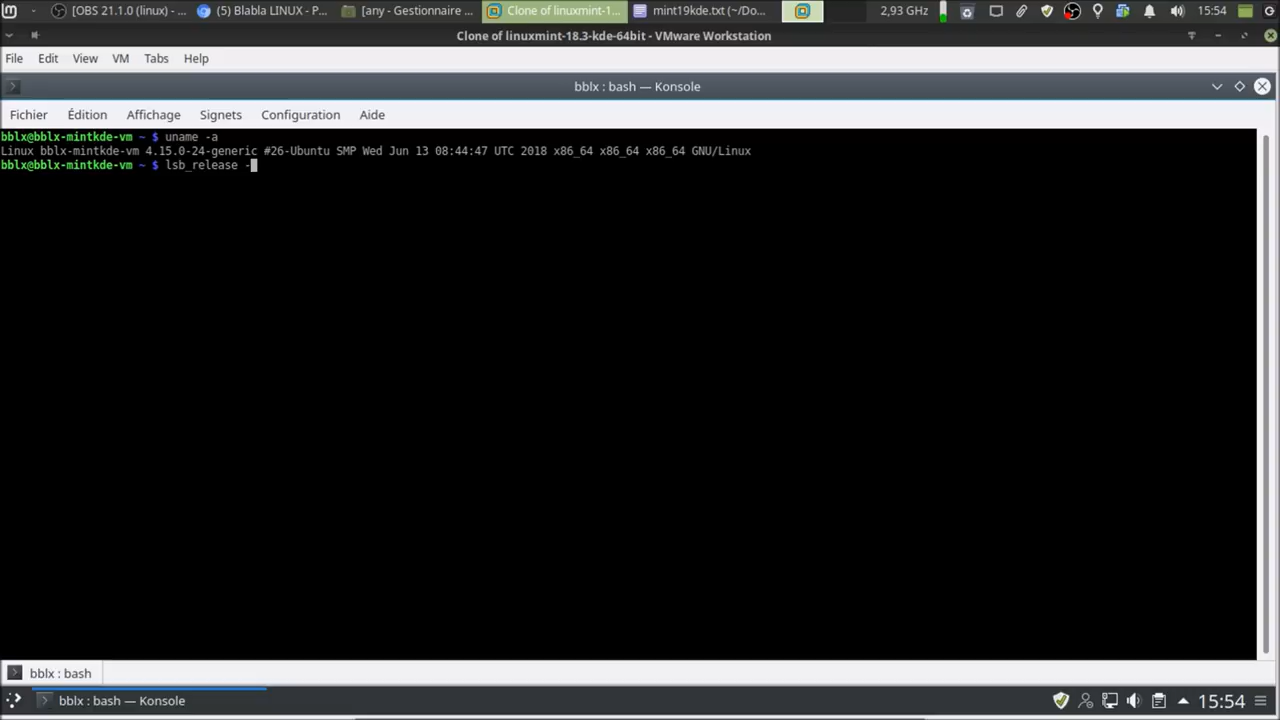 [OBS 21.1.0 (linux) - ...
(5) Blabla LINUX - P...
[any - Gestionnaire ...
Clone of linuxmint-1...
mint19kde.txt (~/Do...
2,93 GHz
15:54
Clone of linuxmint-18.3-kde-64bit - VMware Workstation
File Edit View VM Tabs Help
bblx : bash — Konsole
Fichier Édition Affichage Signets Configuration Aide
bblx@bblx-mintkde-vm ~ $ uname -a
Linux bblx-mintkde-vm 4.15.0-24-generic #26-Ubuntu SMP Wed Jun 13 08:44:47 UTC 2018 x86_64 x86_64 x86_64 GNU/Linux
bblx@bblx-mintkde-vm ~ $ lsb_release -
bblx : bash
bblx : bash — Konsole
15:54